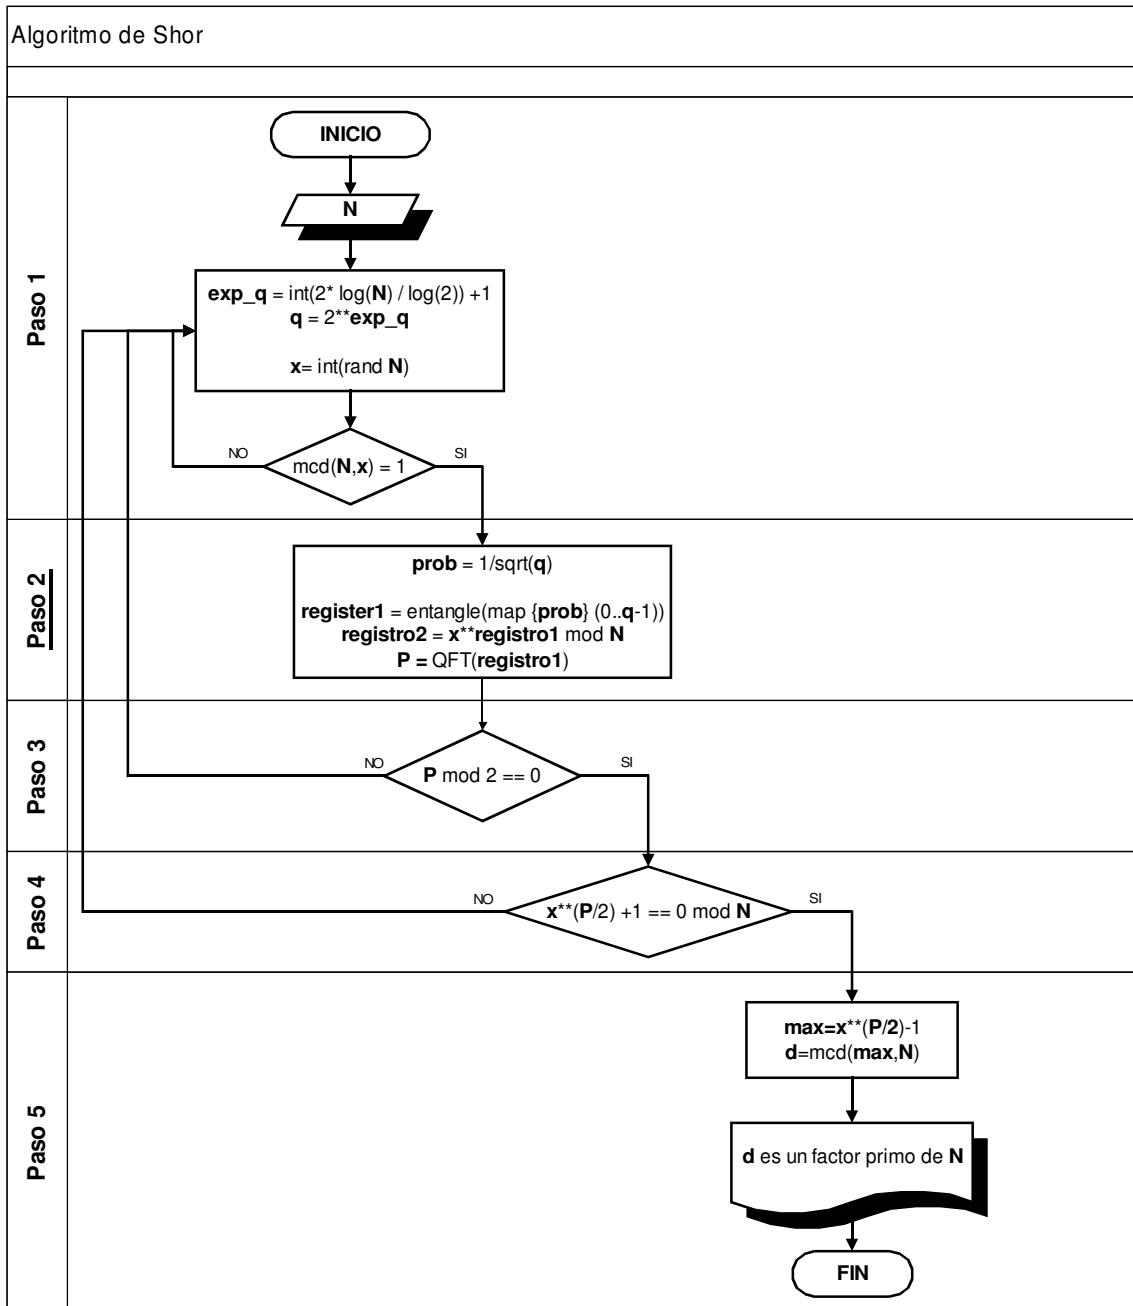 Algoritmo de Shor
Paso 1
INICIO
N
exp_q = int(2* log(N) / log(2)) +1
q = 2**exp_q
x= int(rand N)
NO
mcd(N,x) = 1
SI
Paso 2
prob = 1/sqrt(q)
register1 = entangle(map {prob} (0..q-1))
registro2 = x**registro1 mod N
P = QFT(registro1)
Paso 3
NO
P mod 2 == 0
SI
Paso 4
NO
x**(P/2) +1 == 0 mod N
SI
Paso 5
max=x**(P/2)-1
d=mcd(max,N)
d es un factor primo de N
FIN